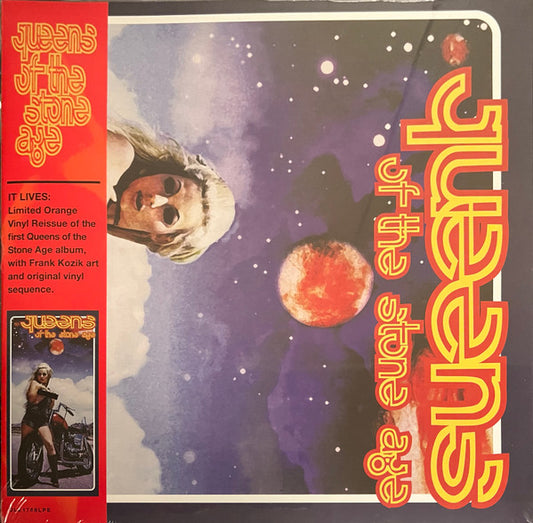 queens
of the
stone
age
IT LIVES:
Limited Orange
Vinyl Reissue of the
first Queens of the
Stone Age album,
with Frank Kozik art
and original vinyl
sequence.
queens
of the stone age
queens
of the stone age